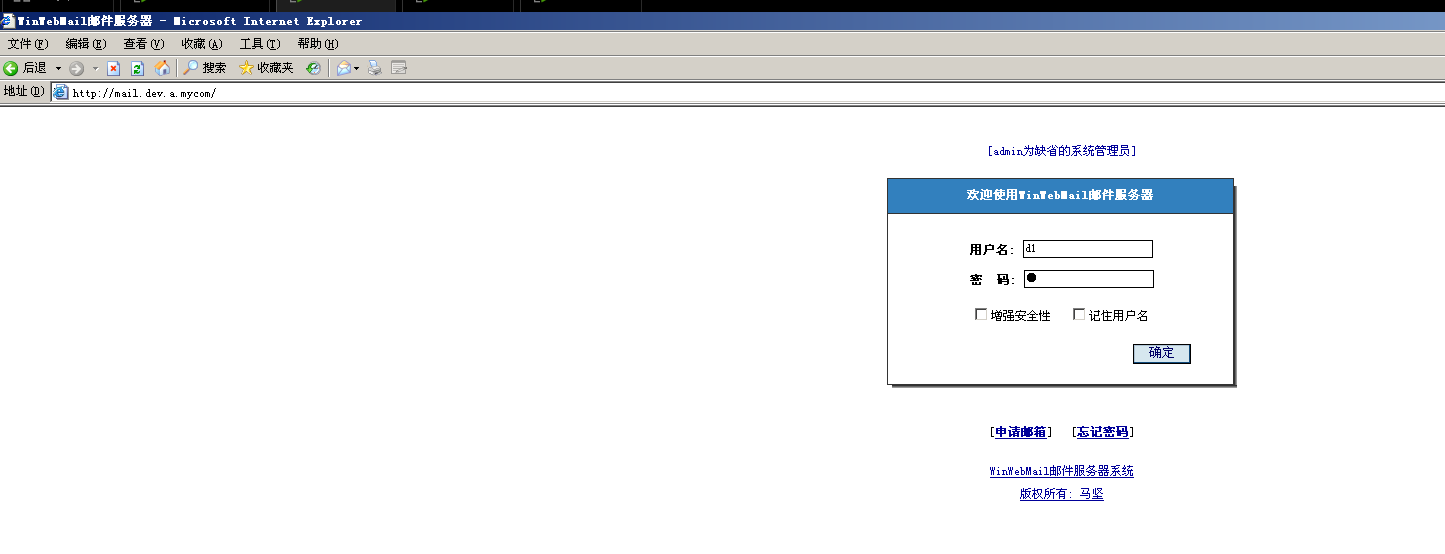 WinWebMail邮件服务器 - Microsoft Internet Explorer
文件(F) 编辑(E) 查看(V) 收藏(A) 工具(T) 帮助(H)
后退 搜索 收藏夹
地址(D) http://mail.dev.a.mycom/
[admin为缺省的系统管理员]
欢迎使用WinWebMail邮件服务器
用户名: d1
密 码: ●
增强安全性 记住用户名
确定
[申请邮箱] [忘记密码]
WinWebMail邮件服务器系统
版权所有: 马坚